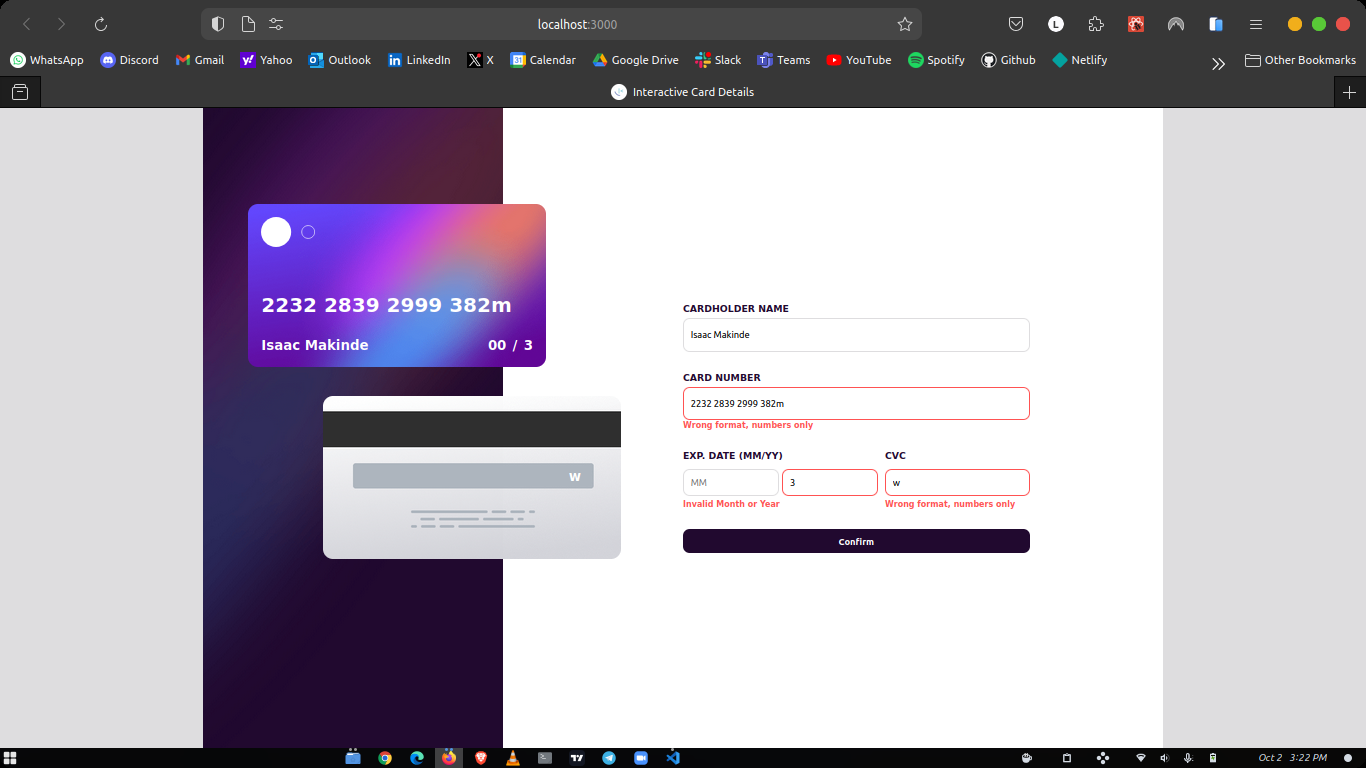 localhost:3000
L
WhatsApp Discord Gmail Yahoo Outlook LinkedIn X Calendar Google Drive Slack Teams YouTube Spotify Github Netlify Other Bookmarks
Interactive Card Details
2232 2839 2999 382m
Isaac Makinde 00 / 3
w
CARDHOLDER NAME
Isaac Makinde
CARD NUMBER
2232 2839 2999 382m
Wrong format, numbers only
EXP. DATE (MM/YY) CVC
MM 3 w
Invalid Month or Year Wrong format, numbers only
Confirm
Oct 2 3:22 PM